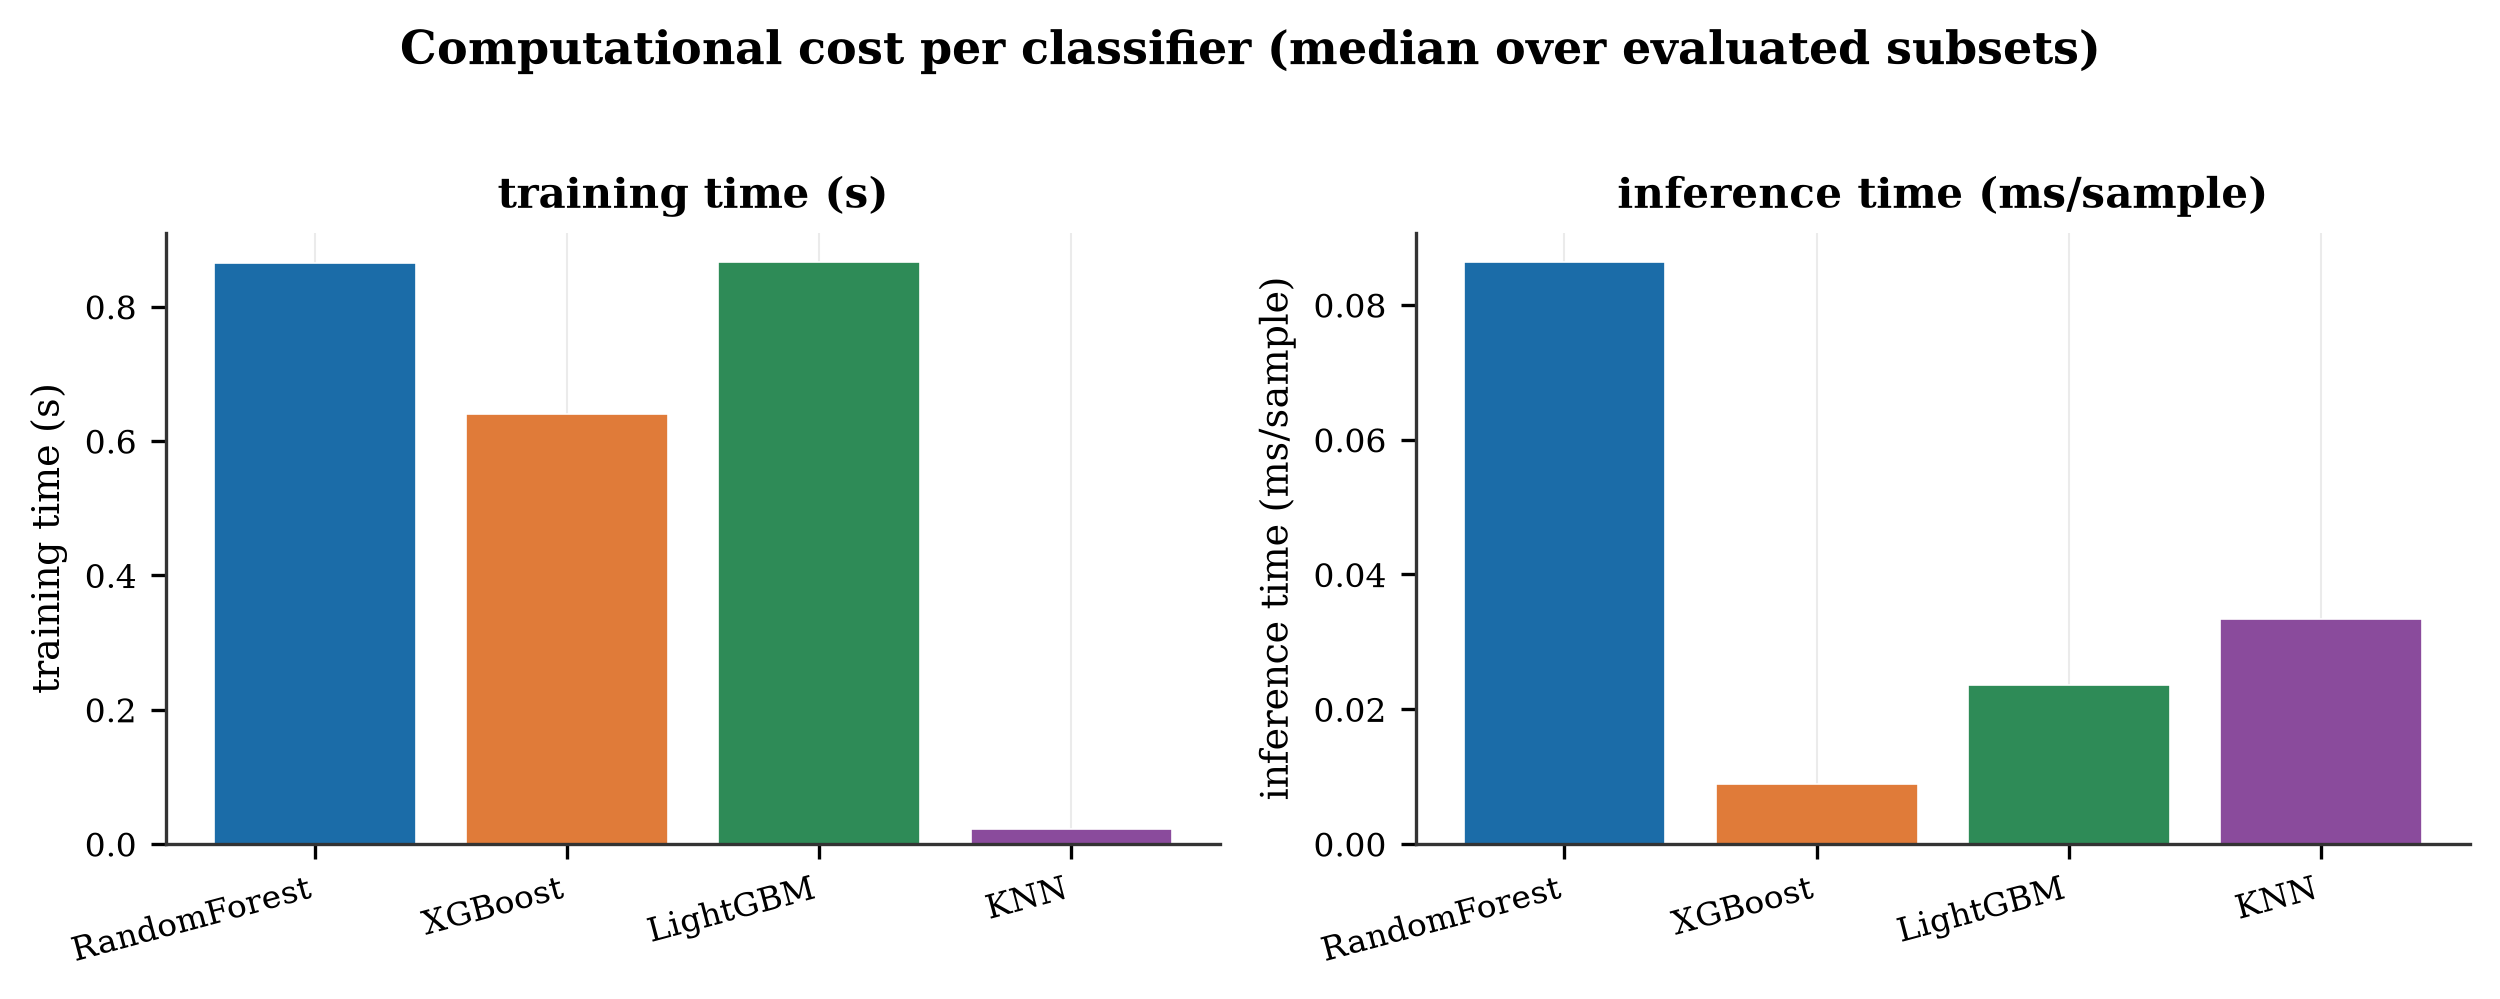 Computational cost per classifier (median over evaluated subsets)
training time (s)
training time (s)
0.8
0.6
0.4
0.2
0.0
RandomForest
XGBoost
LightGBM
KNN
inference time (ms/sample)
inference time (ms/sample)
0.08
0.06
0.04
0.02
0.00
RandomForest
XGBoost
LightGBM
KNN